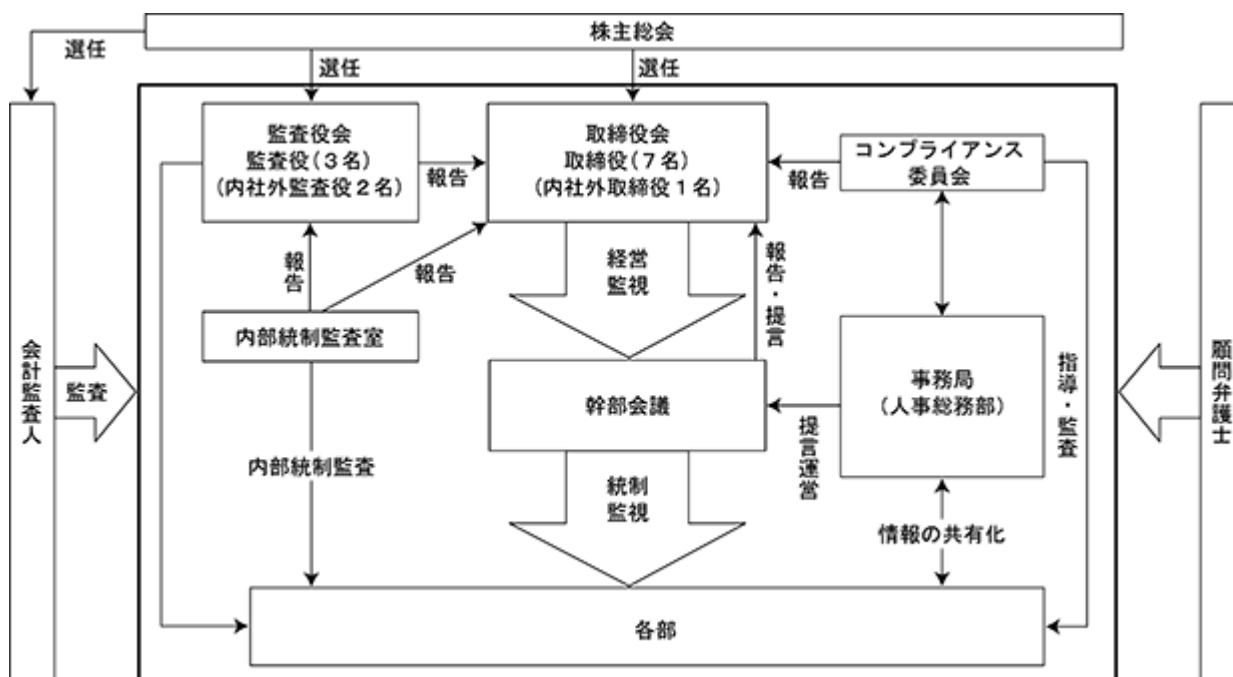 株主総会
選任
選任
選任
監査役会
監査役(3名)
(内社外監査役2名)
報告
取締役会
取締役(7名)
(内社外取締役1名)
報告
コンプライアンス
委員会
報告
報告
経営
監視
報告・提言
内部統制監査室
会計監査人
監査
幹部会議
事務局
(人事総務部)
提言運営
指導・監査
顧問弁護士
内部統制監査
統制
監視
情報の共有化
各部